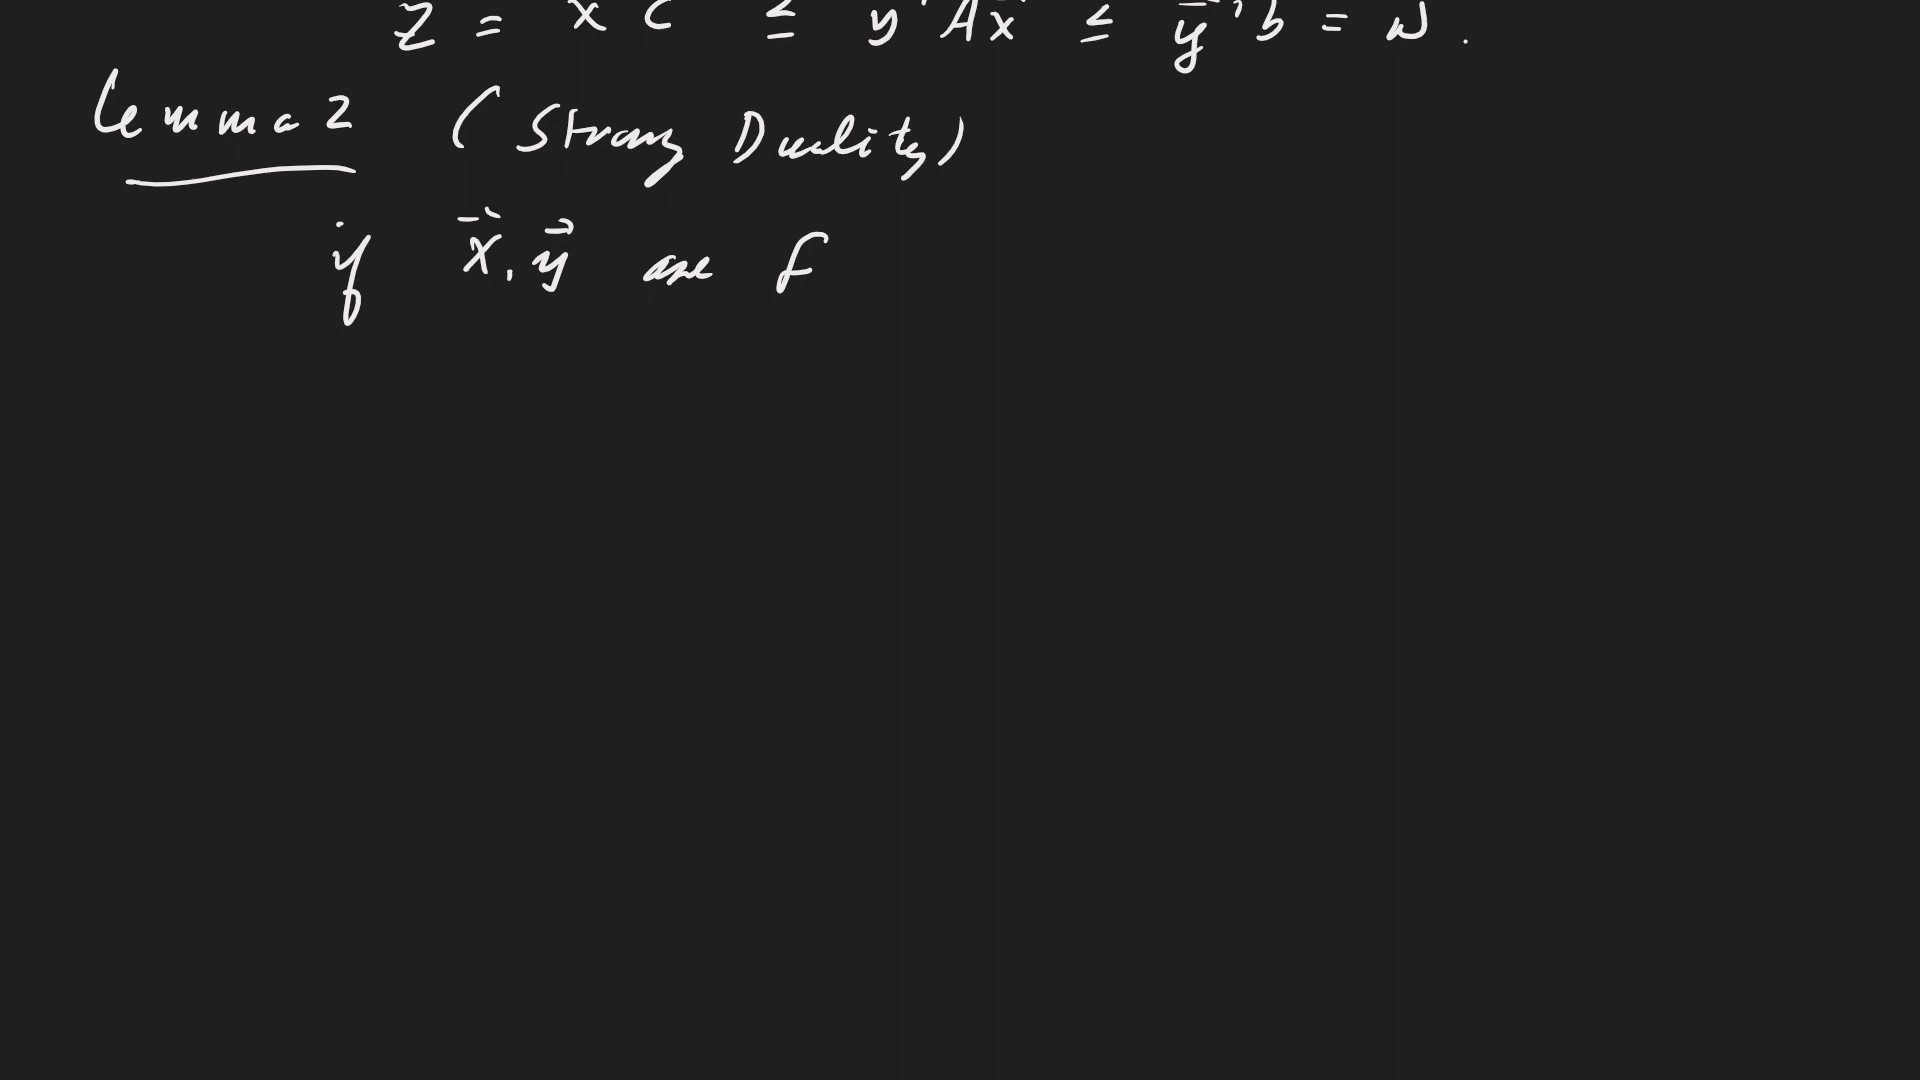 Z = x c ≤ y' A x ≤ y' b = w .
Lemma 2 (Strong Duality)
if x⃗, y⃗ are f